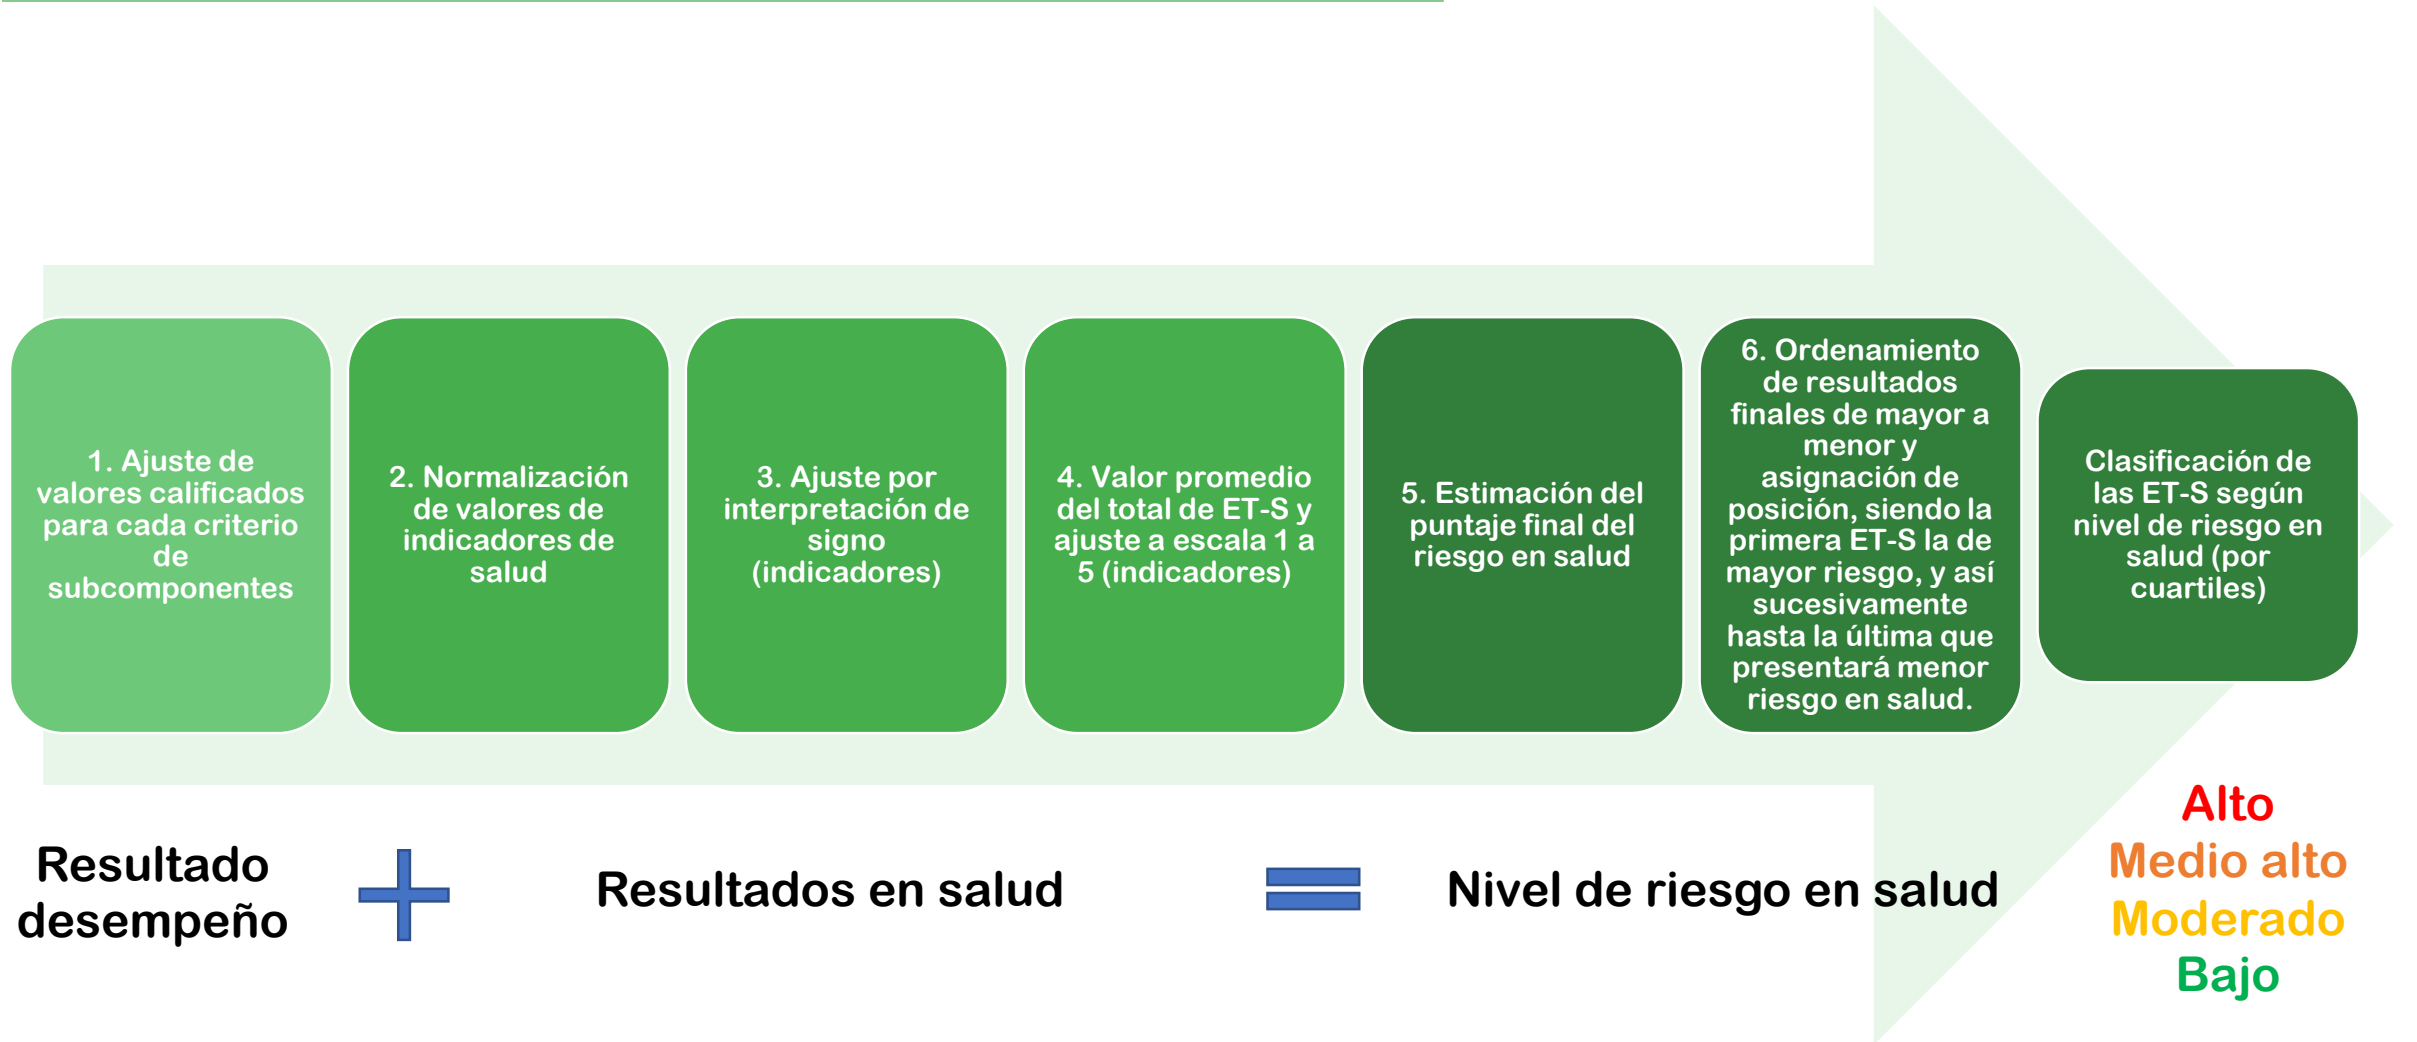 1. Ajuste de
valores calificados
para cada criterio
de
subcomponentes
2. Normalización
de valores de
indicadores de
salud
3. Ajuste por
interpretación de
signo
(indicadores)
4. Valor promedio
del total de ET-S y
ajuste a escala 1 a
5 (indicadores)
5. Estimación del
puntaje final del
riesgo en salud
6. Ordenamiento
de resultados
finales de mayor a
menor y
asignación de
posición, siendo la
primera ET-S la de
mayor riesgo, y así
sucesivamente
hasta la última que
presentará menor
riesgo en salud.
Clasificación de
las ET-S según
nivel de riesgo en
salud (por
cuartiles)
Resultado
desempeño
Resultados en salud
Nivel de riesgo en salud
Alto
Medio alto
Moderado
Bajo